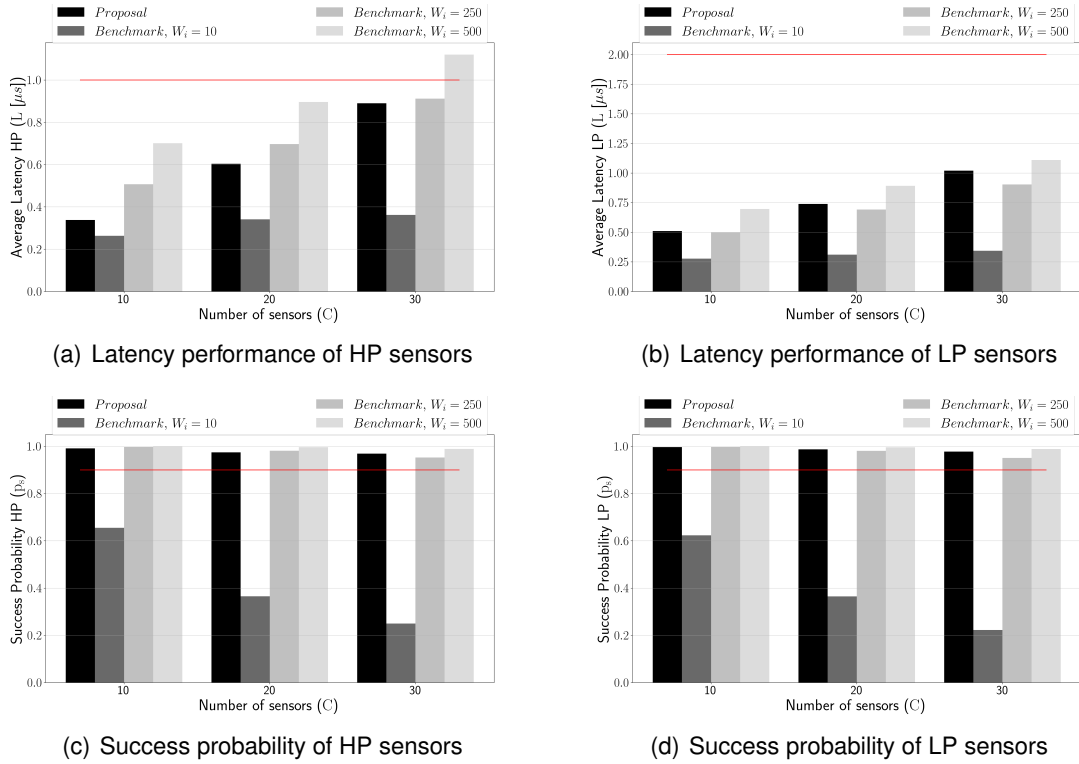 Proposal
Benchmark, W_i = 10
Benchmark, W_i = 250
Benchmark, W_i = 500
Average Latency HP (L [µs])
1.0
0.8
0.6
0.4
0.2
0.0
10 20 30
Number of sensors (C)
(a) Latency performance of HP sensors
Proposal
Benchmark, W_i = 10
Benchmark, W_i = 250
Benchmark, W_i = 500
Average Latency LP (L [µs])
2.00
1.75
1.50
1.25
1.00
0.75
0.50
0.25
0.00
10 20 30
Number of sensors (C)
(b) Latency performance of LP sensors
Proposal
Benchmark, W_i = 10
Benchmark, W_i = 250
Benchmark, W_i = 500
Success Probability HP (p_s)
1.0
0.8
0.6
0.4
0.2
0.0
10 20 30
Number of sensors (C)
(c) Success probability of HP sensors
Proposal
Benchmark, W_i = 10
Benchmark, W_i = 250
Benchmark, W_i = 500
Success Probability LP (p_s)
1.0
0.8
0.6
0.4
0.2
0.0
10 20 30
Number of sensors (C)
(d) Success probability of LP sensors